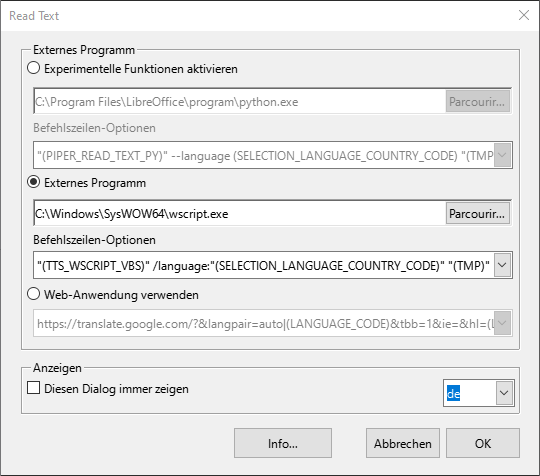 Read Text
Externes Programm
Experimentelle Funktionen aktivieren
C:\Program Files\LibreOffice\program\python.exe
Parcourir...
Befehlszeilen-Optionen
"(PIPER_READ_TEXT_PY)" --language (SELECTION_LANGUAGE_COUNTRY_CODE) "(TMP
Externes Programm
C:\Windows\SysWOW64\wscript.exe
Parcourir...
Befehlszeilen-Optionen
"(TTS_WSCRIPT_VBS)" /language:"(SELECTION_LANGUAGE_COUNTRY_CODE)" "(TMP)"
Web-Anwendung verwenden
https://translate.google.com/?&langpair=auto|(LANGUAGE_CODE)&tbb=1&ie=&hl=(L
Anzeigen
Diesen Dialog immer zeigen
de
Info...
Abbrechen
OK